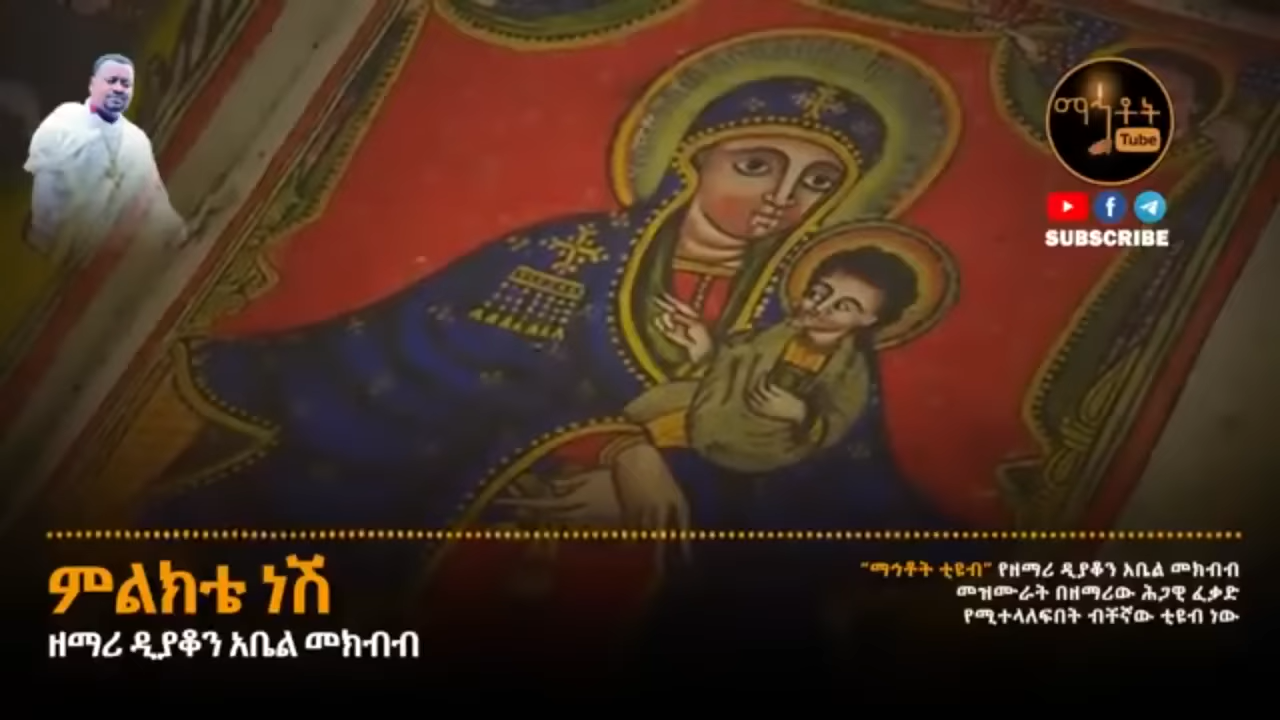 ማኅቶት
Tube
SUBSCRIBE
ምልክቴ ነሽ
ዘማሪ ዲያቆን አቤል መክብብ
“ማኅቶት ቲዩብ” የዘማሪ ዲያቆን አቤል መክብብ
መዝሙራት በዘማሪው ሕጋዊ ፈቃድ
የሚተላለፍበት ብቸኛው ቲዩብ ነው